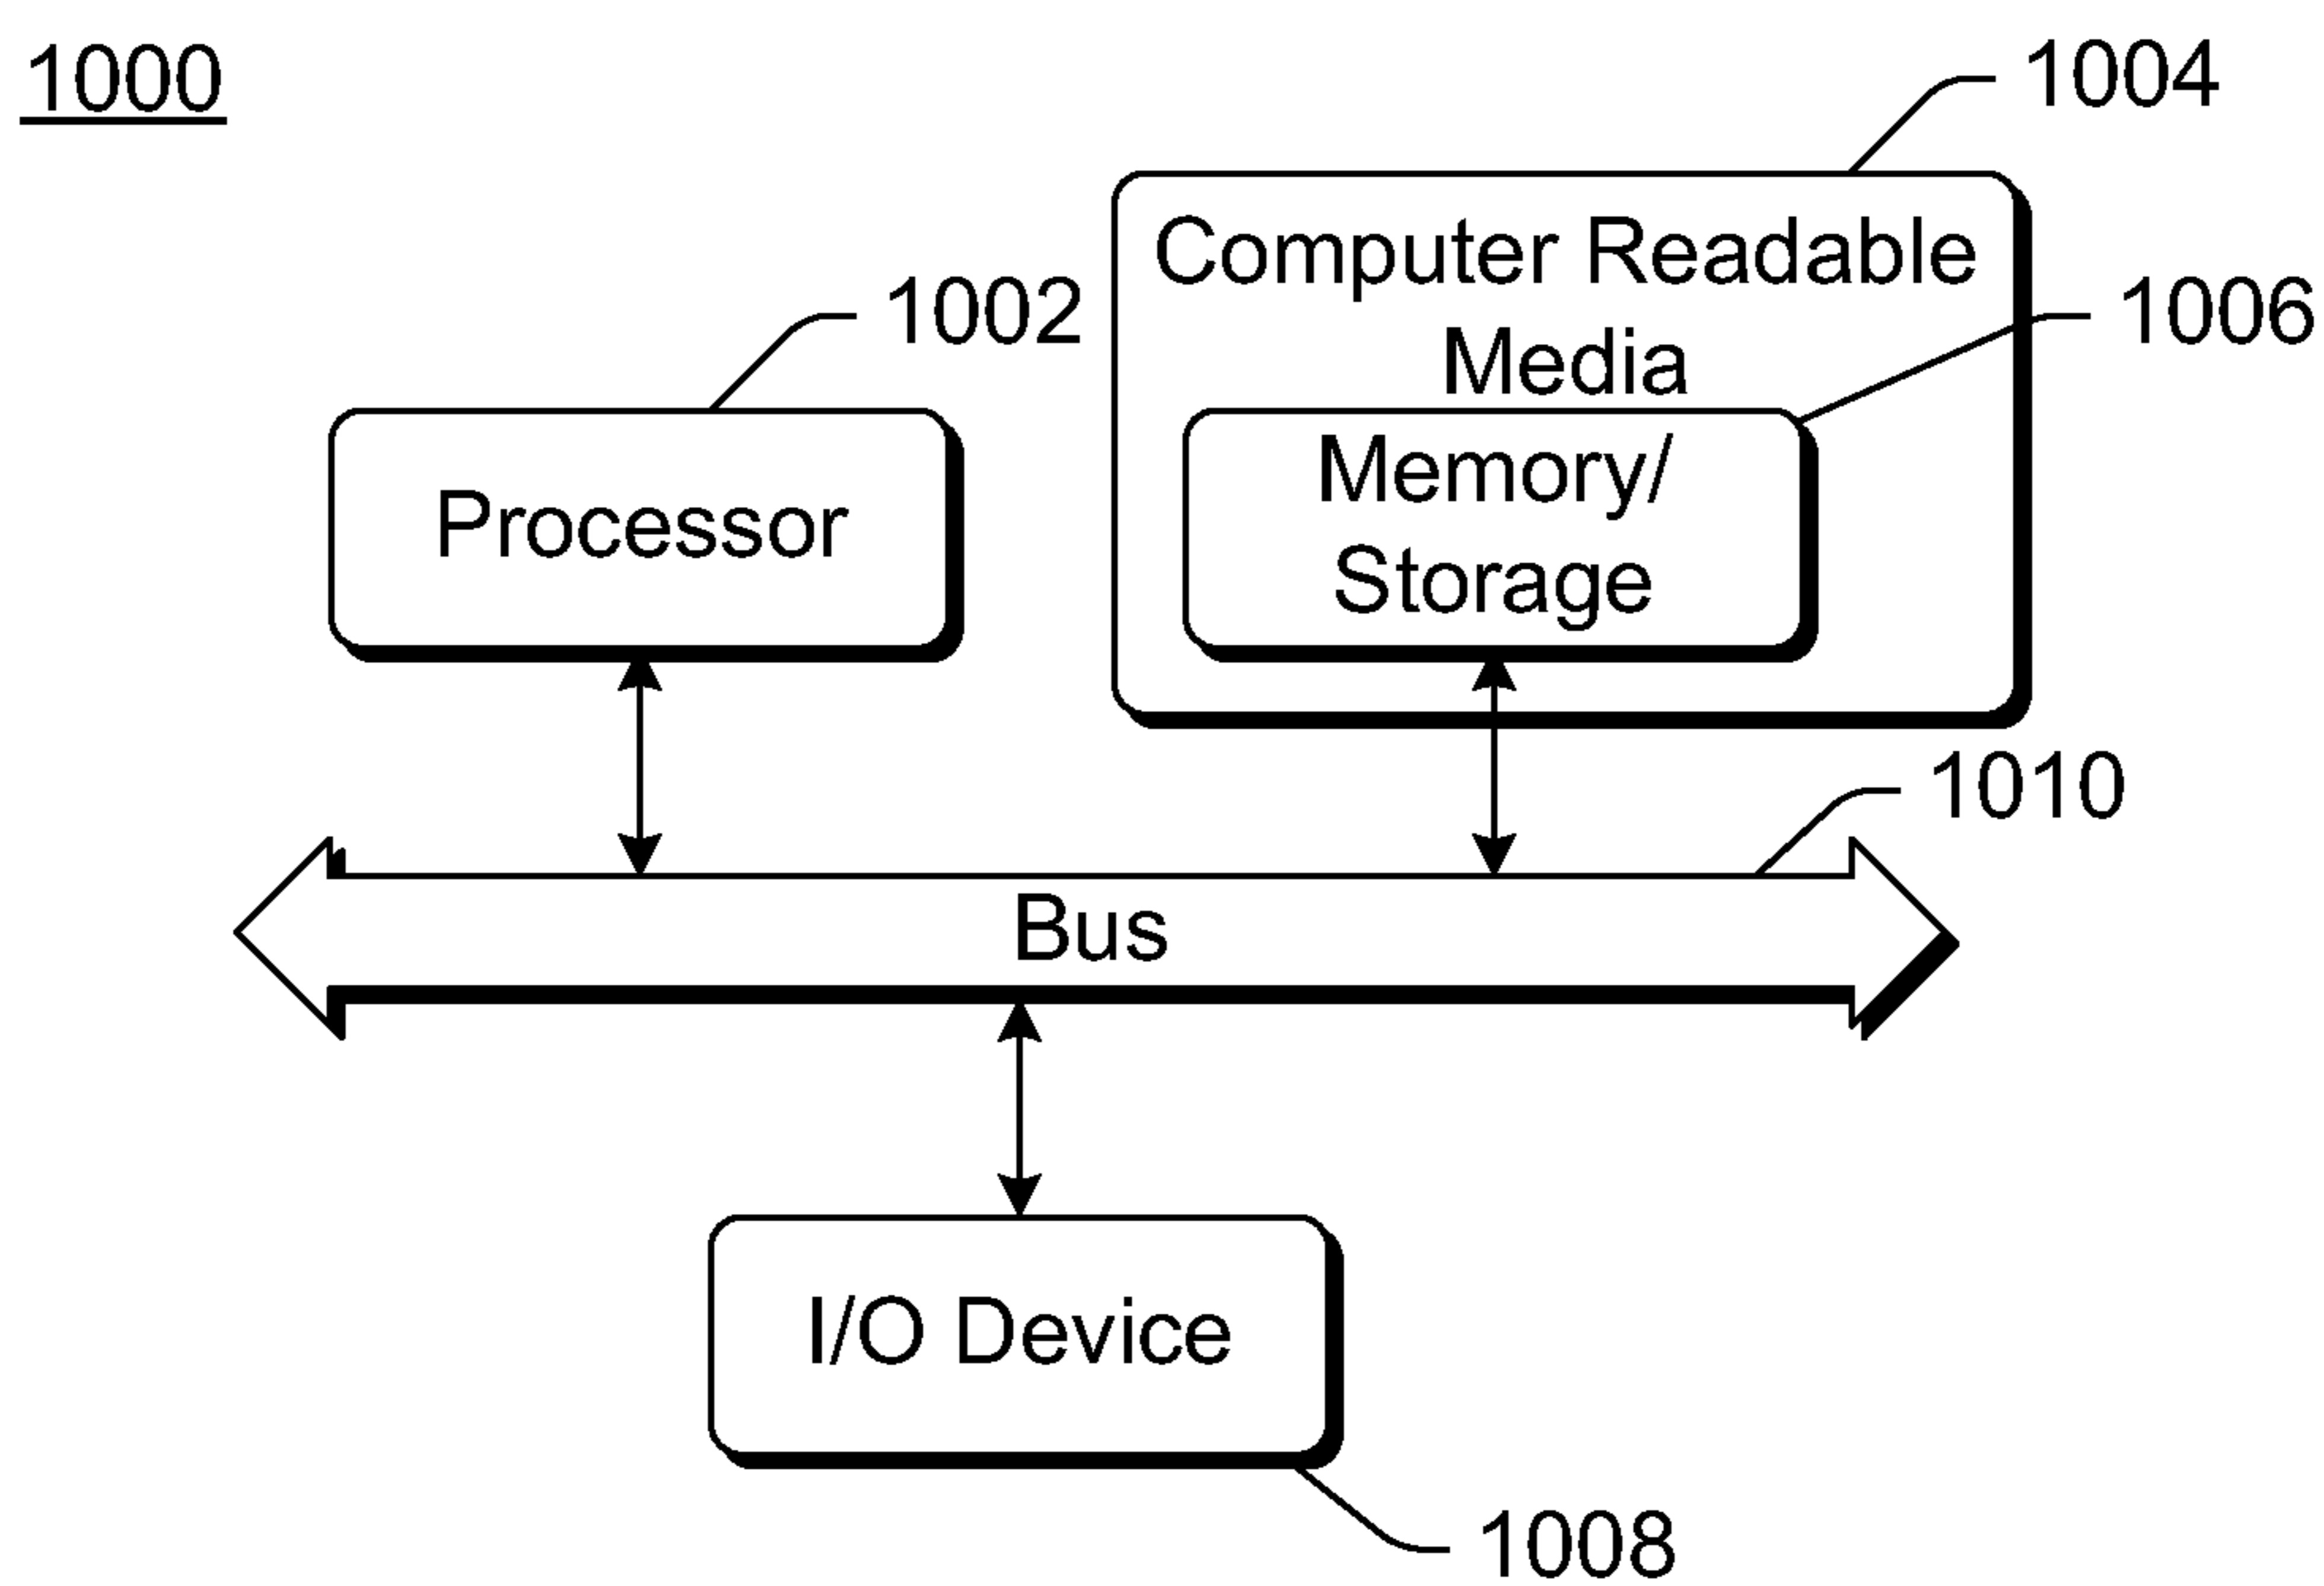 1000
1004
Computer Readable
Media
1002
1006
Processor
Memory/
Storage
1010
Bus
I/O Device
1008